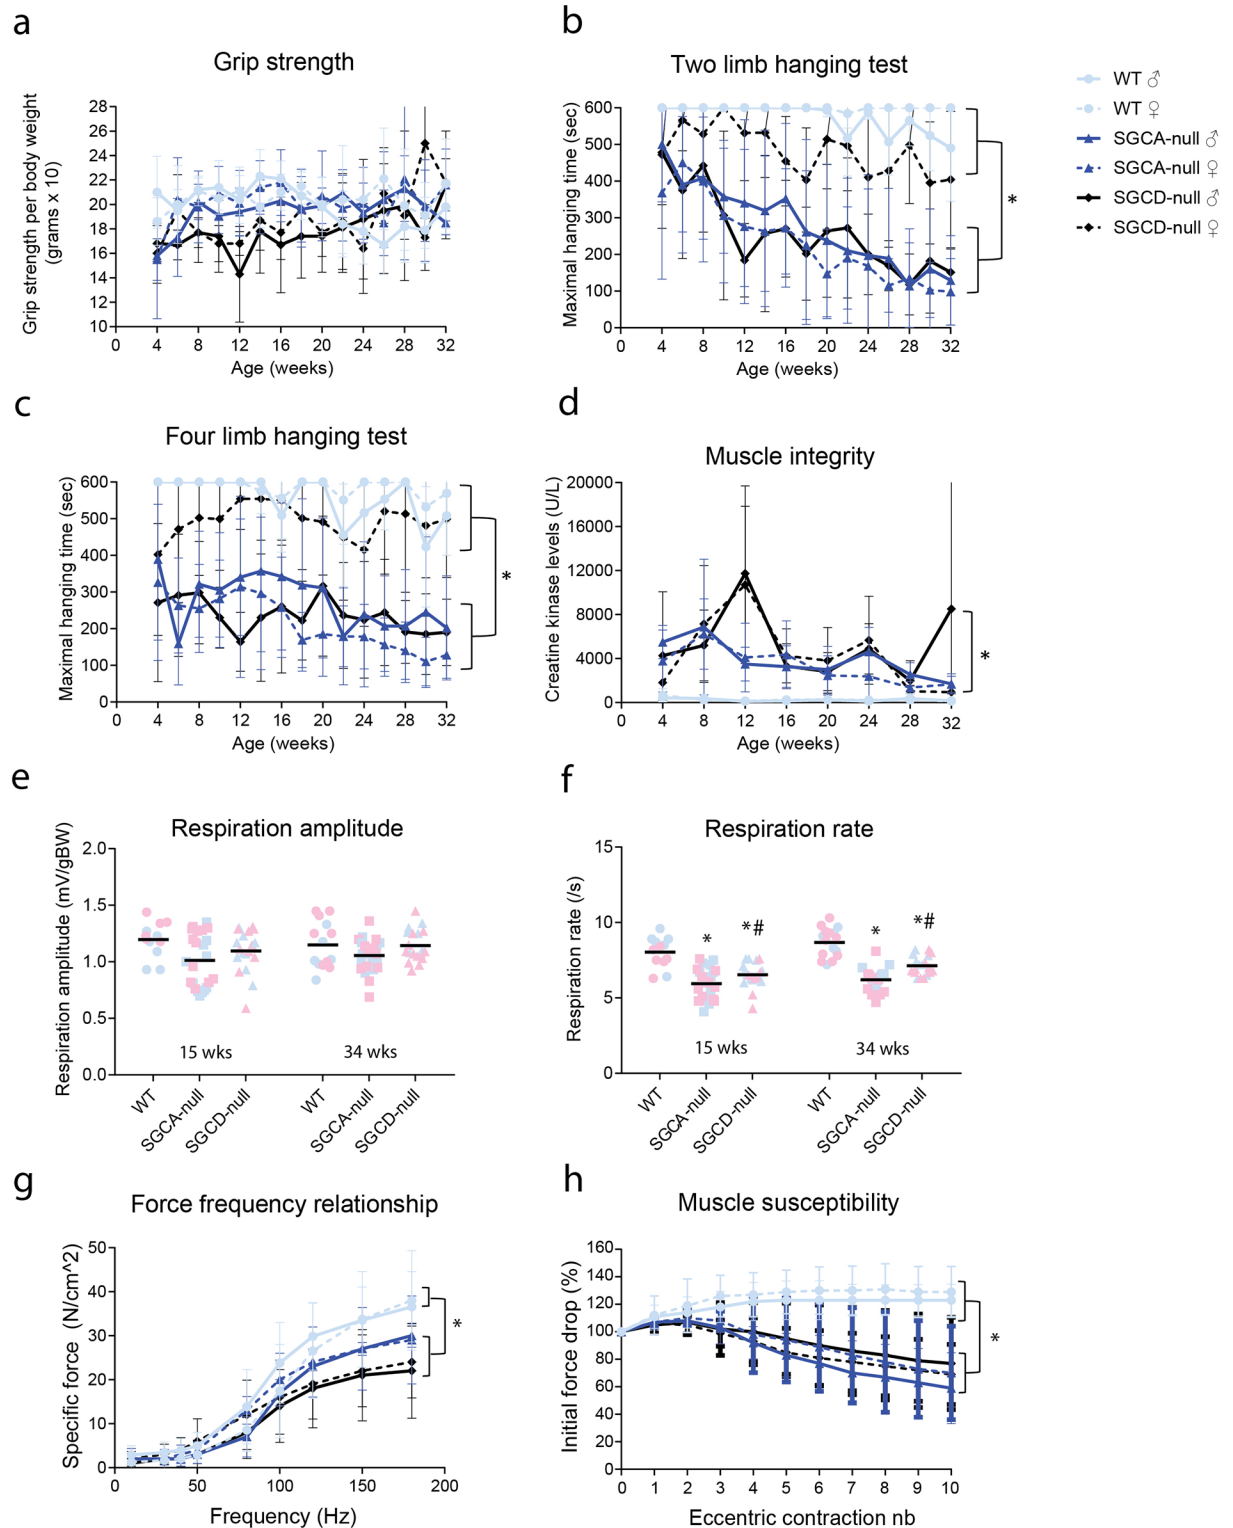 a
Grip strength
Grip strength per body weight
(grams x 10)
28
26
24
22
20
18
16
14
12
10
0 4 8 12 16 20 24 28 32
Age (weeks)
b
Two limb hanging test
Maximal hanging time (sec)
600
500
400
300
200
100
0
0 4 8 12 16 20 24 28 32
Age (weeks)
*
WT ♂
WT ♀
SGCA-null ♂
SGCA-null ♀
SGCD-null ♂
SGCD-null ♀
c
Four limb hanging test
Maximal hanging time (sec)
600
500
400
300
200
100
0
0 4 8 12 16 20 24 28 32
Age (weeks)
*
d
Muscle integrity
Creatine kinase levels (U/L)
20000
16000
12000
8000
4000
0
0 4 8 12 16 20 24 28 32
Age (weeks)
*
e
Respiration amplitude
Respiration amplitude (mV/gBW)
2.0
1.5
1.0
0.5
0.0
15 wks 34 wks
WT SGCA-null SGCD-null WT SGCA-null SGCD-null
f
Respiration rate
Respiration rate (/s)
15
10
5
0
* *# * *#
15 wks 34 wks
WT SGCA-null SGCD-null WT SGCA-null SGCD-null
g
Force frequency relationship
Specific force (N/cm^2)
50
40
30
20
10
0
0 50 100 150 200
Frequency (Hz)
*
h
Muscle susceptibility
Initial force drop (%)
160
140
120
100
80
60
40
20
0
0 1 2 3 4 5 6 7 8 9 10
Eccentric contraction nb
*